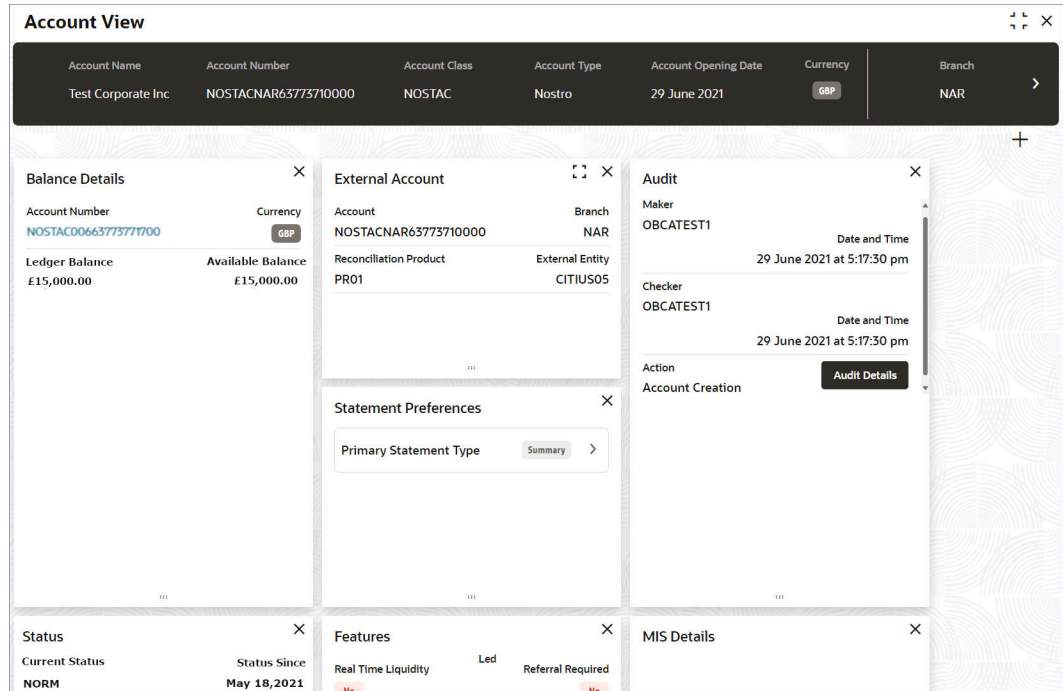 Account View
Account Name Account Number Account Class Account Type Account Opening Date Currency Branch
Test Corporate Inc NOSTACNAR63773710000 NOSTAC Nostro 29 June 2021 GBP NAR
Balance Details
Account Number Currency
NOSTAC00663773771700 GBP
Ledger Balance Available Balance
£15,000.00 £15,000.00
External Account
Account Branch
NOSTACNAR63773710000 NAR
Reconciliation Product External Entity
PR01 CITIUS05
Statement Preferences
Primary Statement Type Summary
Audit
Maker
OBCATEST1
Date and Time
29 June 2021 at 5:17:30 pm
Checker
OBCATEST1
Date and Time
29 June 2021 at 5:17:30 pm
Action
Account Creation
Audit Details
Status
Current Status Status Since
NORM May 18,2021
Features
Real Time Liquidity Led Referral Required
No No
MIS Details